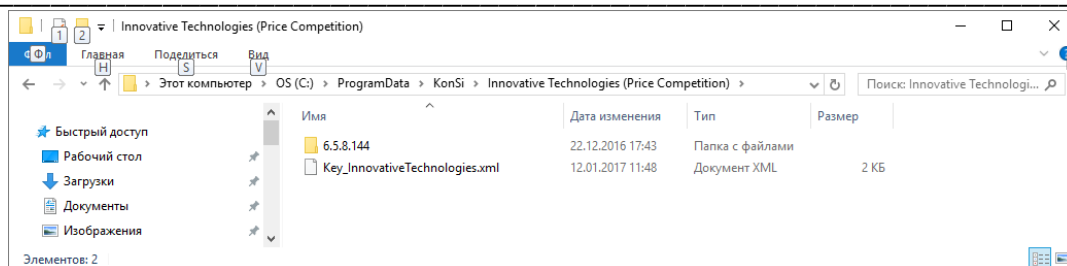 1 2 Innovative Technologies (Price Competition)
Ф Главная Поделиться Вид
H S V
Этот компьютер > OS (C:) > ProgramData > KonSi > Innovative Technologies (Price Competition) > Поиск: Innovative Technologi...
Имя Дата изменения Тип Размер
Быстрый доступ
6.5.8.144 22.12.2016 17:43 Папка с файлами
Рабочий стол
Key_InnovativeTechnologies.xml 12.01.2017 11:48 Документ XML 2 КБ
Загрузки
Документы
Изображения
Элементов: 2